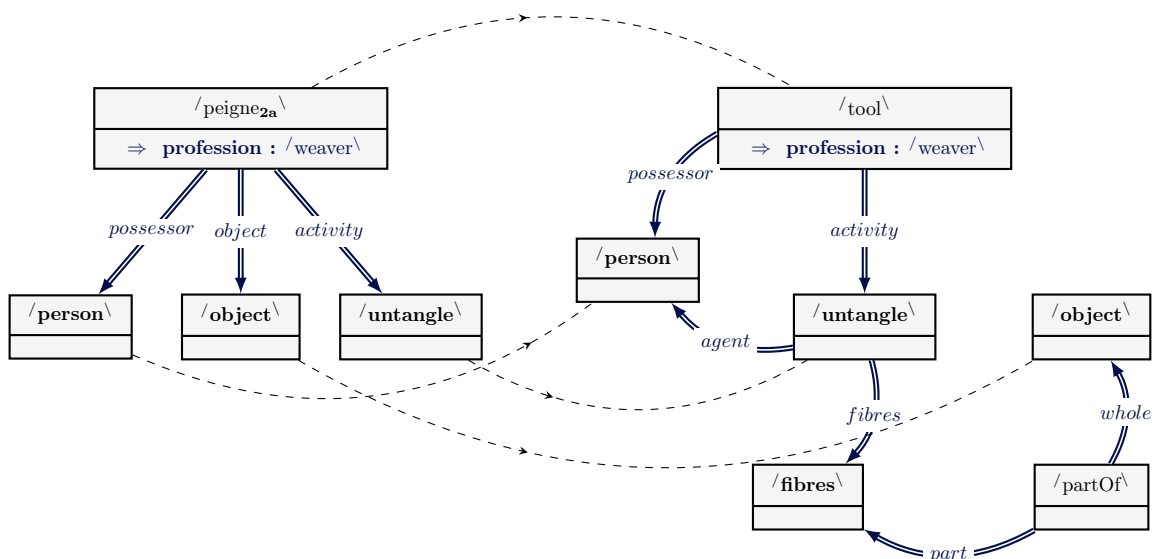 /peigne2a\
⇒ profession : /weaver\
possessor
object
activity
/person\
/object\
/untangle\
/tool\
⇒ profession : /weaver\
possessor
activity
/person\
/untangle\
/object\
agent
fibres
whole
/fibres\
/partOf\
part